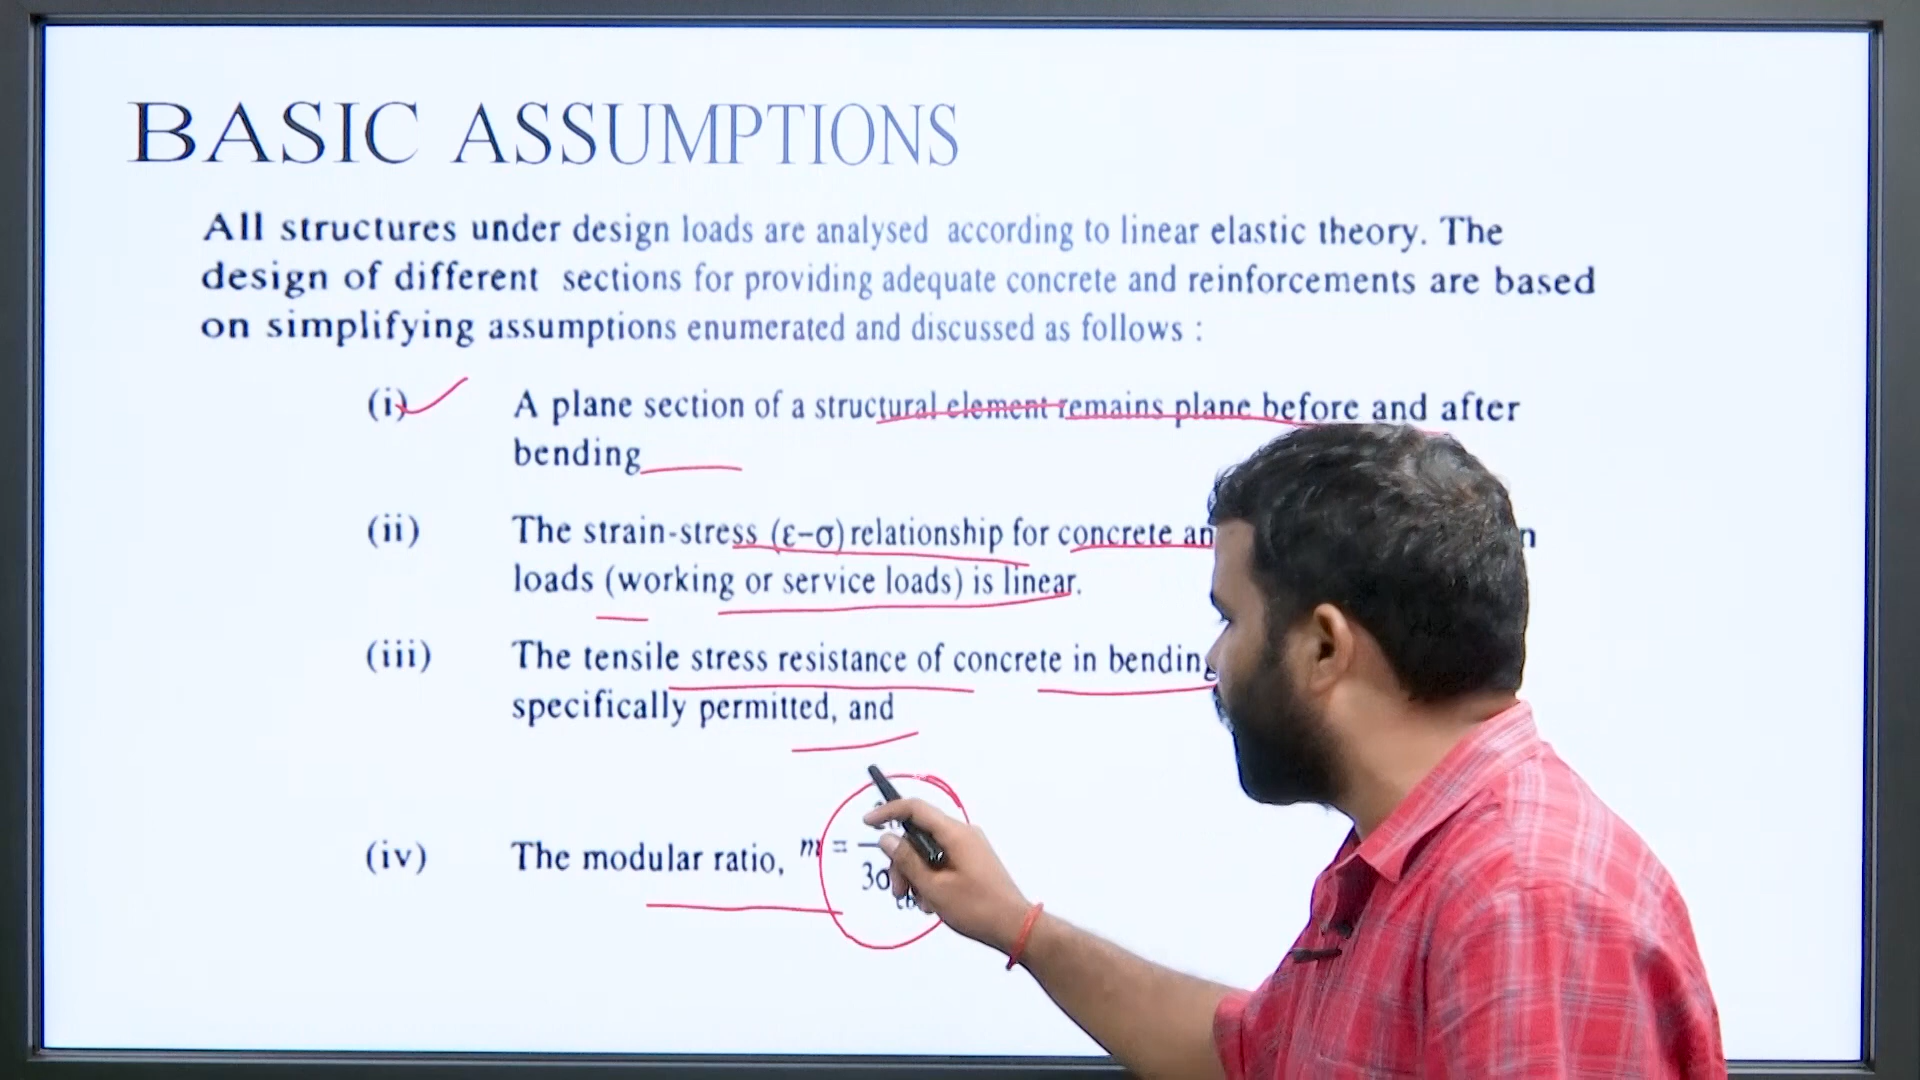 BASIC ASSUMPTIONS
All structures under design loads are analysed according to linear elastic theory. The
design of different sections for providing adequate concrete and reinforcements are based
on simplifying assumptions enumerated and discussed as follows :
(i) A plane section of a structural element remains plane before and after
bending
(ii) The strain-stress (ε–σ) relationship for concrete
loads (working or service loads) is linear.
(iii) The tensile stress resistance of concrete in bending
specifically permitted, and
(iv) The modular ratio, m =
3σ